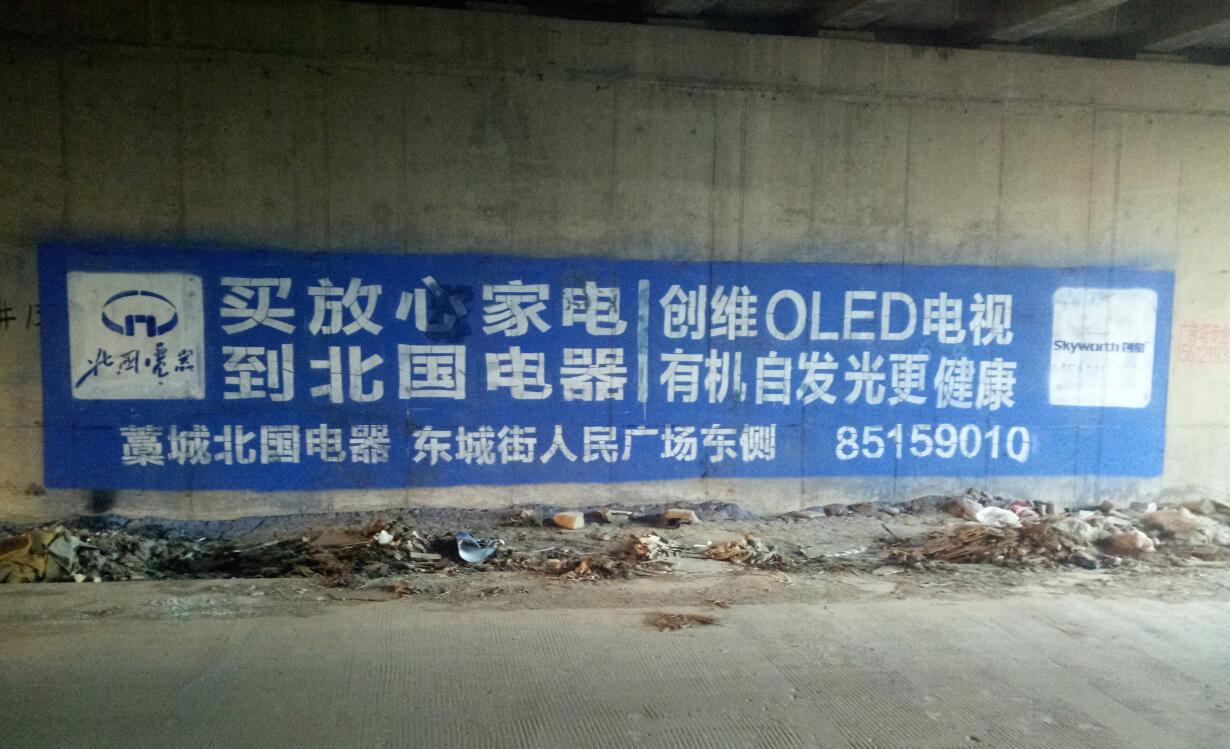 买放心家电
到北国电器
创维OLED电视
有机自发光更健康
北国電器
Skyworth 创维
藁城北国电器 东城街人民广场东侧 85159010